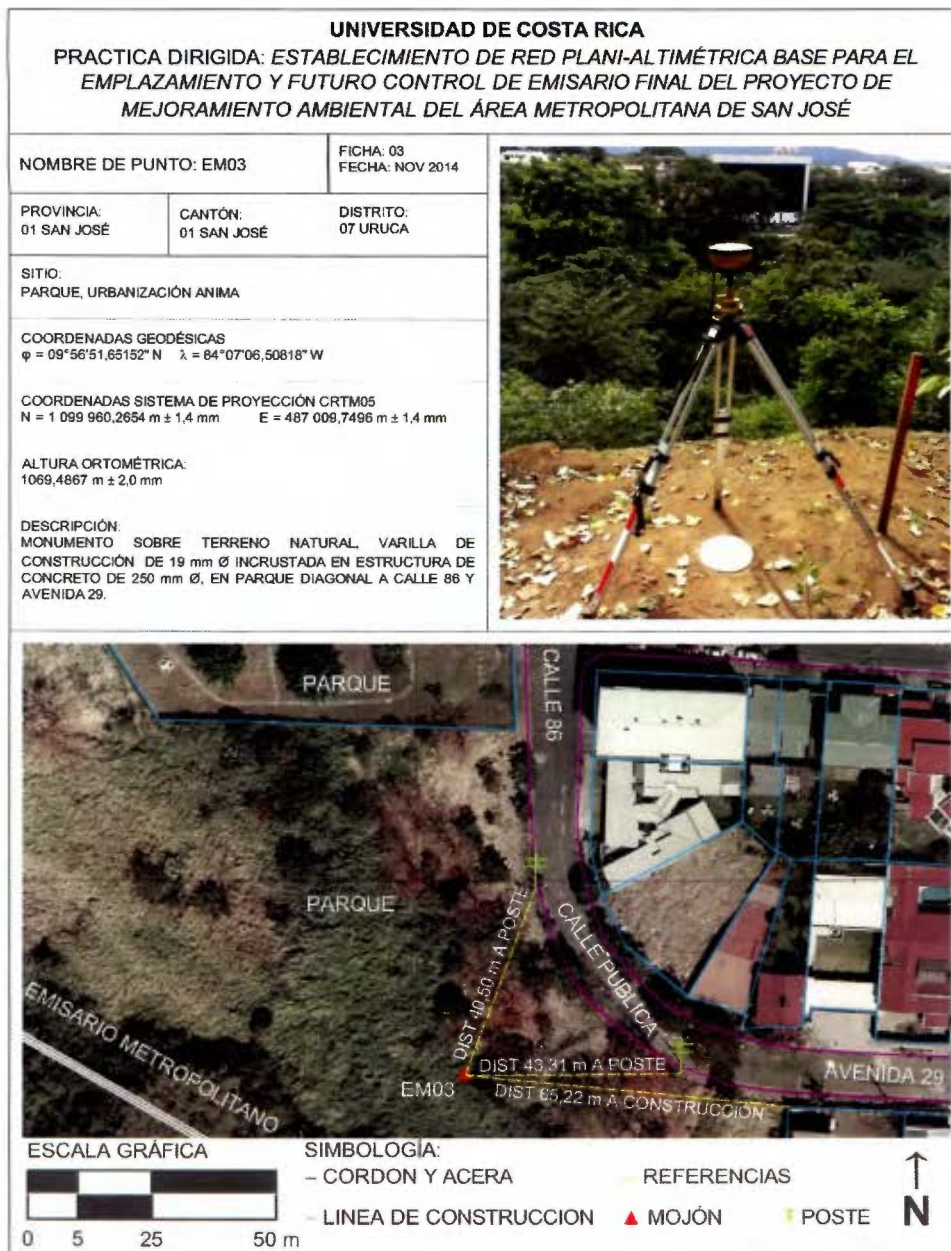 UNIVERSIDAD DE COSTA RICA
PRACTICA DIRIGIDA: ESTABLECIMIENTO DE RED PLANI-ALTIMÉTRICA BASE PARA EL
EMPLAZAMIENTO Y FUTURO CONTROL DE EMISARIO FINAL DEL PROYECTO DE
MEJORAMIENTO AMBIENTAL DEL ÁREA METROPOLITANA DE SAN JOSÉ
NOMBRE DE PUNTO: EM03
FICHA: 03
FECHA: NOV 2014
PROVINCIA:
01 SAN JOSÉ
CANTÓN:
01 SAN JOSÉ
DISTRITO:
07 URUCA
SITIO:
PARQUE, URBANIZACIÓN ANIMA
COORDENADAS GEODÉSICAS
φ = 09°56'51,65152" N λ = 84°07'06,50818" W
COORDENADAS SISTEMA DE PROYECCIÓN CRTM05
N = 1 099 960,2654 m ± 1,4 mm E = 487 009,7496 m ± 1,4 mm
ALTURA ORTOMÉTRICA:
1069,4867 m ± 2,0 mm
DESCRIPCIÓN:
MONUMENTO SOBRE TERRENO NATURAL, VARILLA DE
CONSTRUCCIÓN DE 19 mm Ø INCRUSTADA EN ESTRUCTURA DE
CONCRETO DE 250 mm Ø, EN PARQUE DIAGONAL A CALLE 86 Y
AVENIDA 29.
PARQUE
CALLE 86
PARQUE
CALLE PUBLICA
DIST 40,50 m A POSTE
EMISARIO METROPOLITANO
DIST 43,31 m A POSTE
EM03
DIST 65,22 m A CONSTRUCCIÓN
AVENIDA 29
ESCALA GRÁFICA
0 5 25 50 m
SIMBOLOGÍA:
– CORDON Y ACERA
– REFERENCIAS
– LINEA DE CONSTRUCCION
MOJÓN
POSTE
N